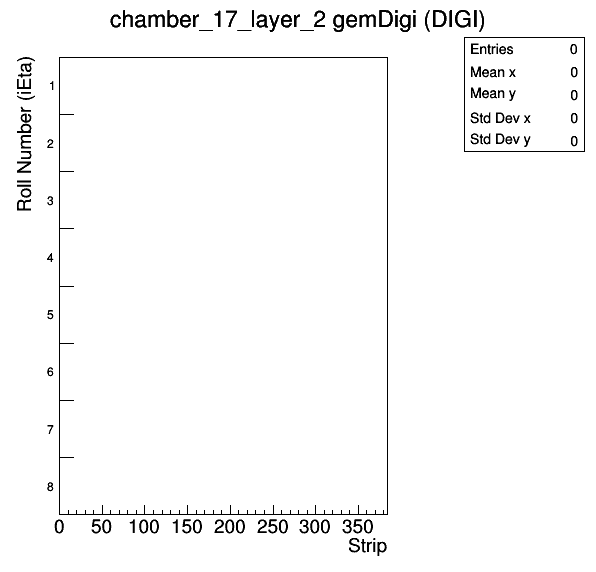 chamber_17_layer_2 gemDigi (DIGI)
Entries 0
Mean x 0
Mean y 0
Std Dev x 0
Std Dev y 0
Roll Number (iEta)
1
2
3
4
5
6
7
8
0 50 100 150 200 250 300 350
Strip